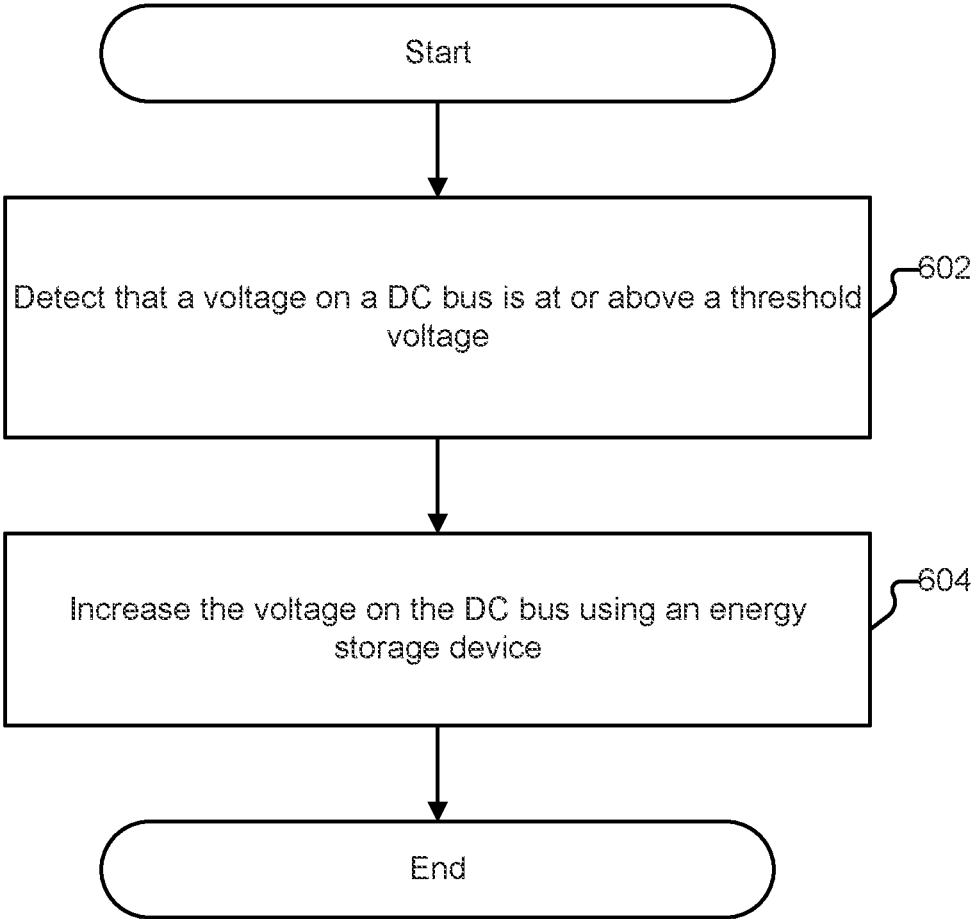 Start
Detect that a voltage on a DC bus is at or above a threshold
voltage
602
Increase the voltage on the DC bus using an energy
storage device
604
End